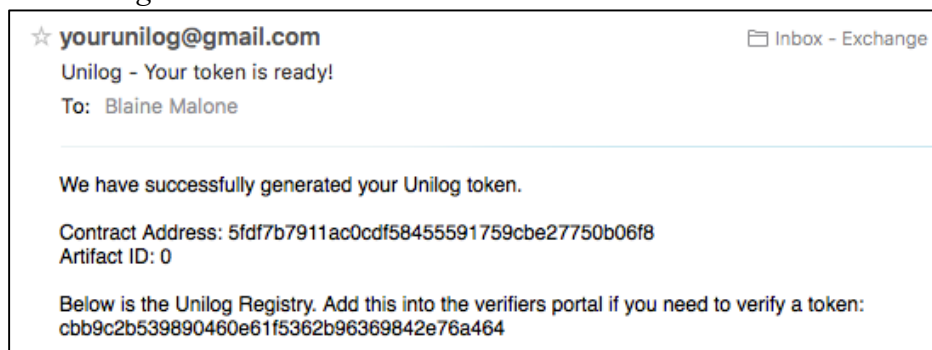 yourunilog@gmail.com
Inbox - Exchange
Unilog - Your token is ready!
To: Blaine Malone
We have successfully generated your Unilog token.
Contract Address: 5fdf7b7911ac0cdf58455591759cbe27750b06f8
Artifact ID: 0
Below is the Unilog Registry. Add this into the verifiers portal if you need to verify a token:
cbb9c2b539890460e61f5362b96369842e76a464